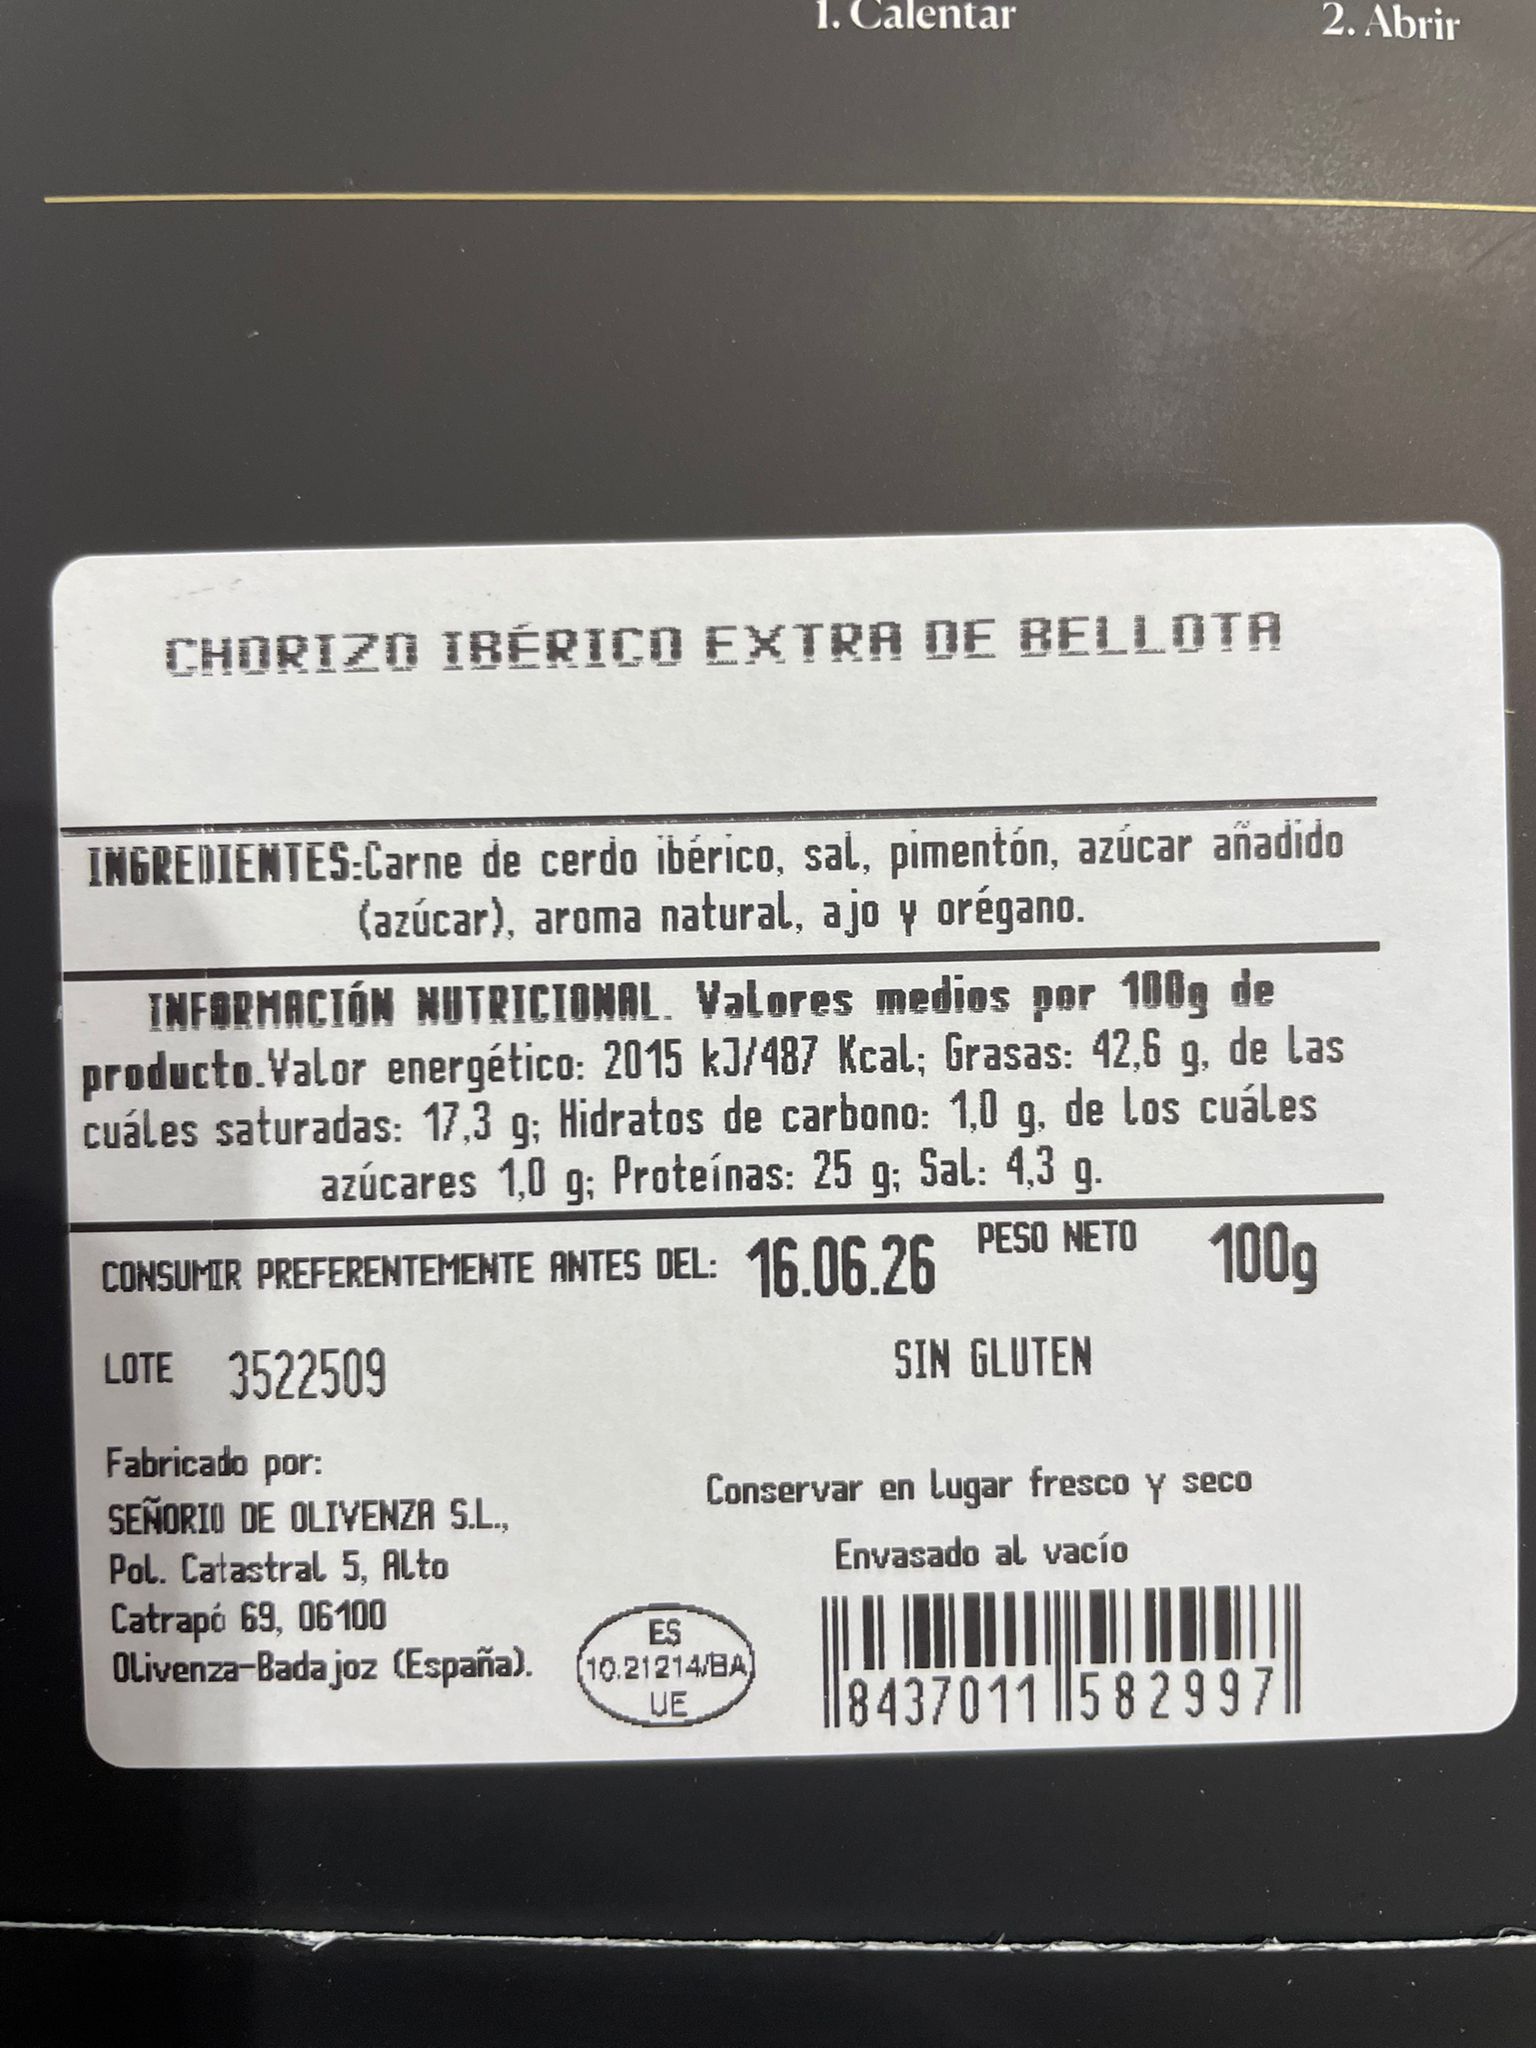 1. Calentar
2. Abrir
CHORIZO IBÉRICO EXTRA DE BELLOTA
INGREDIENTES:Carne de cerdo ibérico, sal, pimentón, azúcar añadido
(azúcar), aroma natural, ajo y orégano.
INFORMACIÓN NUTRICIONAL. Valores medios por 100g de
producto.Valor energético: 2015 kJ/487 Kcal; Grasas: 42,6 g, de las
cuáles saturadas: 17,3 g; Hidratos de carbono: 1,0 g, de los cuáles
azúcares 1,0 g; Proteínas: 25 g; Sal: 4,3 g.
CONSUMIR PREFERENTEMENTE ANTES DEL: 16.06.26 PESO NETO 100g
LOTE 3522509
SIN GLUTEN
Fabricado por:
SEÑORIO DE OLIVENZA S.L.,
Pol. Catastral 5, Alto
Catrapó 69, 06100
Olivenza-Badajoz (España).
Conservar en lugar fresco y seco
Envasado al vacío
ES
10.21214/BA
UE
8437011 582997